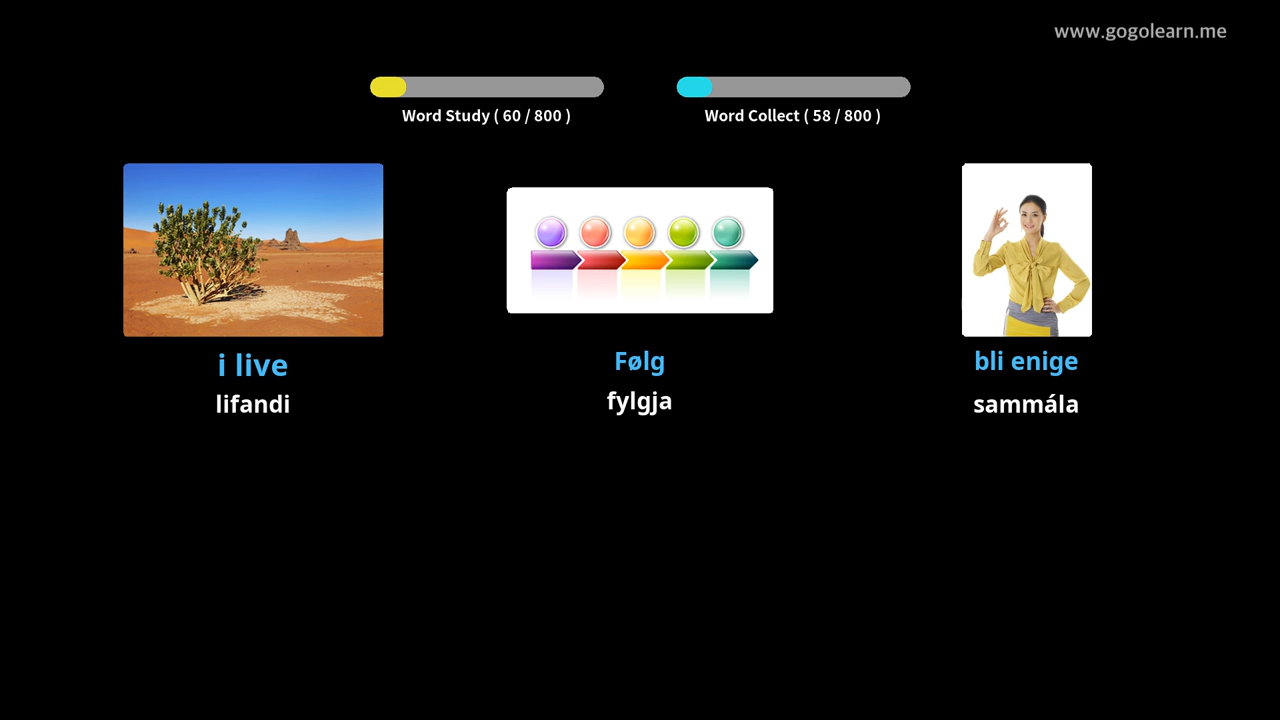 www.gogolearn.me
Word Study ( 60 / 800 )
Word Collect ( 58 / 800 )
i live
lifandi
Følg
fylgja
bli enige
sammála